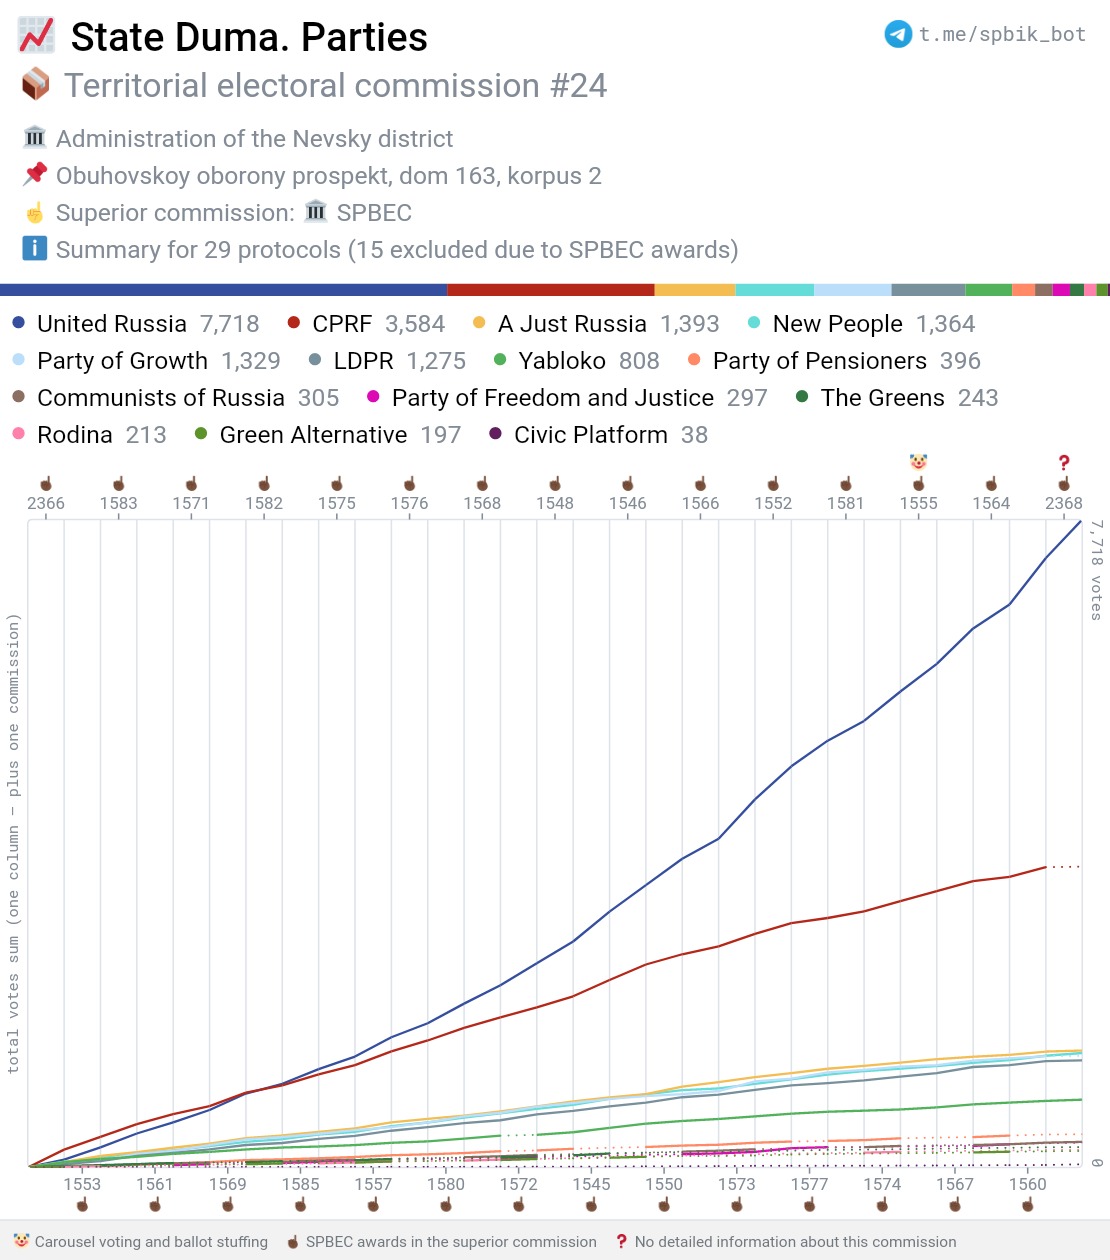 State Duma. Parties
t.me/spbik_bot
Territorial electoral commission #24
Administration of the Nevsky district
Obuhovskoy oborony prospekt, dom 163, korpus 2
Superior commission: SPBEC
Summary for 29 protocols (15 excluded due to SPBEC awards)
United Russia 7,718 CPRF 3,584 A Just Russia 1,393 New People 1,364
Party of Growth 1,329 LDPR 1,275 Yabloko 808 Party of Pensioners 396
Communists of Russia 305 Party of Freedom and Justice 297 The Greens 243
Rodina 213 Green Alternative 197 Civic Platform 38
2366 1583 1571 1582 1575 1576 1568 1548 1546 1566 1552 1581 1555 1564 2368
7,718 votes
total votes sum (one column – plus one commission)
0
1553 1561 1569 1585 1557 1580 1572 1545 1550 1573 1577 1574 1567 1560
Carousel voting and ballot stuffing SPBEC awards in the superior commission No detailed information about this commission